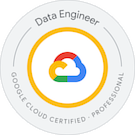 Data Engineer
GOOGLE CLOUD CERTIFIED • PROFESSIONAL